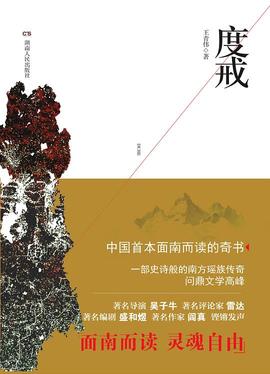 湖南人民出版社
王青伟◎著
度戒
中国首本面南而读的奇书
一部史诗般的南方瑶族传奇
问鼎文学高峰
著名导演 吴子牛 著名评论家 雷达
著名编剧 盛和煜 著名作家 阎真 铿锵发声
面南而读 灵魂自由